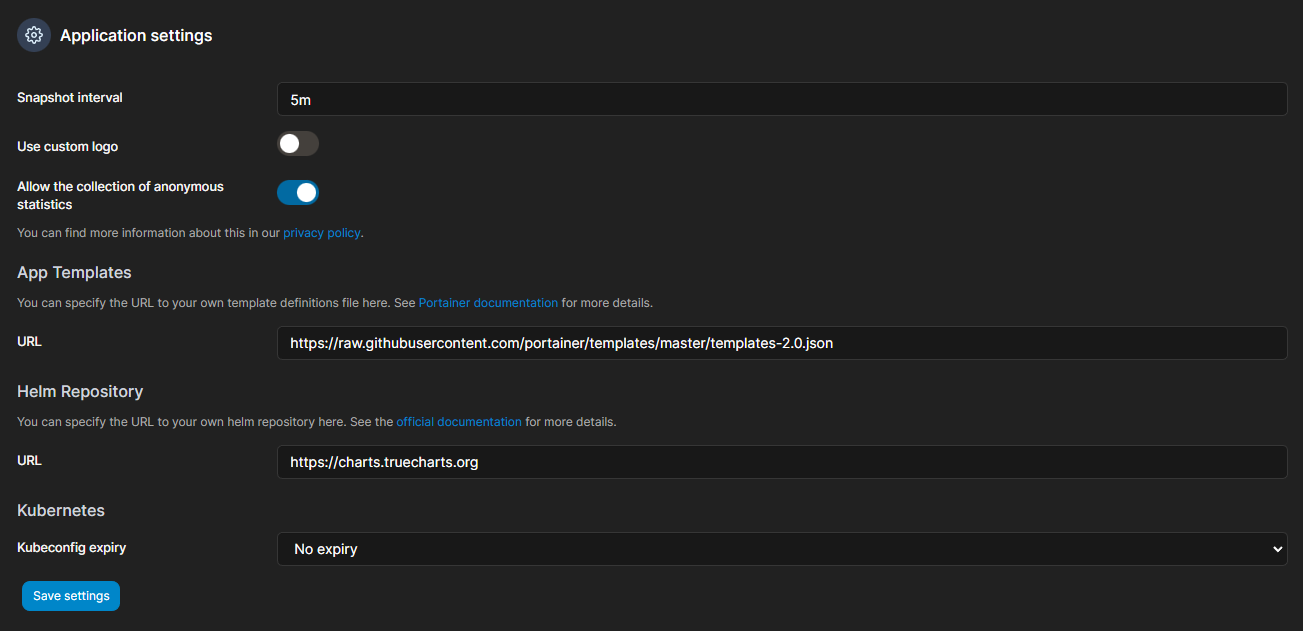 Application settings
Snapshot interval
5m
Use custom logo
Allow the collection of anonymous
statistics
You can find more information about this in our privacy policy.
App Templates
You can specify the URL to your own template definitions file here. See Portainer documentation for more details.
URL
https://raw.githubusercontent.com/portainer/templates/master/templates-2.0.json
Helm Repository
You can specify the URL to your own helm repository here. See the official documentation for more details.
URL
https://charts.truecharts.org
Kubernetes
Kubeconfig expiry
No expiry
Save settings